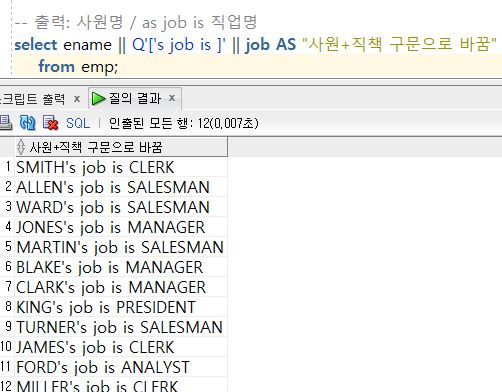 -- 출력: 사원명 / as job is 직업명
select ename || Q'['s job is ]' || job AS "사원+직책 구문으로 바꿈"
from emp;
스크립트 출력 × 질의 결과 ×
SQL | 인출된 모든 행: 12(0,007초)
사원+직책 구문으로 바꿈
1 SMITH's job is CLERK
2 ALLEN's job is SALESMAN
3 WARD's job is SALESMAN
4 JONES's job is MANAGER
5 MARTIN's job is SALESMAN
6 BLAKE's job is MANAGER
7 CLARK's job is MANAGER
8 KING's job is PRESIDENT
9 TURNER's job is SALESMAN
10 JAMES's job is CLERK
11 FORD's job is ANALYST
12 MILLER's job is CLERK